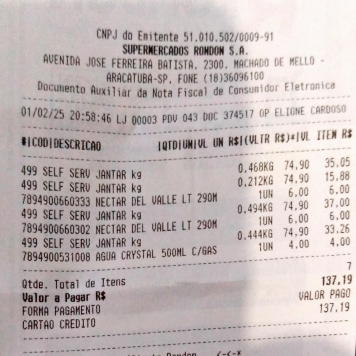 CNPJ do Emitente 51.010.502/0009-91
SUPERMERCADOS RONDON S.A.
AVENIDA JOSE FERREIRA BATISTA, 2300, MACHADO DE MELLO -
ARACATUBA-SP, FONE (18)36096100
Documento Auxiliar da Nota Fiscal de Consumidor Eletronica
01/02/25 20:58:46 LJ 00003 PDV 043 DOC 374517 OP ELIONE CARDOSO
#|COD|DESCRICAO |QTD|UN|VL UN R$|(VLTR R$)*|VL ITEM R$
499 SELF SERV JANTAR kg 0.468KG 74,90 35.05
499 SELF SERV JANTAR kg 0.212KG 74,90 15,88
7894900660333 NECTAR DEL VALLE LT 290M 1UN 6,00 6,00
499 SELF SERV JANTAR kg 0.494KG 74,90 37,00
7894900660302 NECTAR DEL VALLE LT 290M 1UN 6,00 6,00
499 SELF SERV JANTAR kg 0.444KG 74,90 33.26
7894900531008 AGUA CRYSTAL 500ML C/GAS 1UN 4,00 4,00
Qtde. Total de Itens 7
Valor a Pagar R$ 137,19
FORMA PAGAMENTO VALOR PAGO
CARTAO CREDITO 137,19